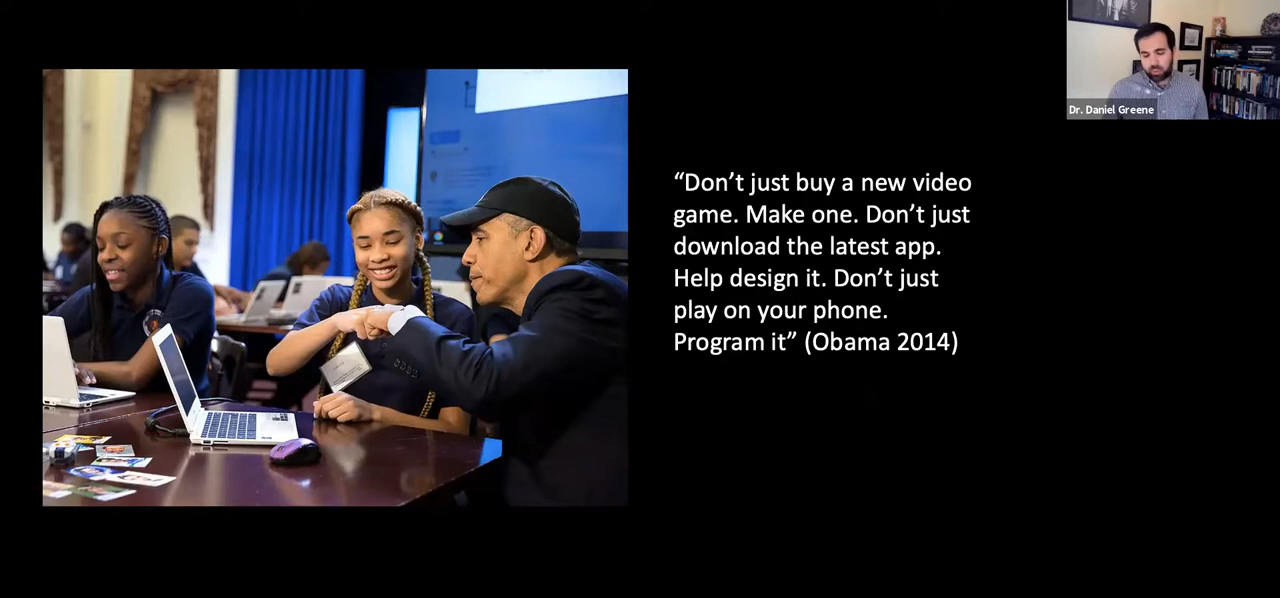 Dr. Daniel Greene
“Don’t just buy a new video
game. Make one. Don’t just
download the latest app.
Help design it. Don’t just
play on your phone.
Program it” (Obama 2014)